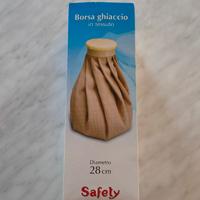 Borsa ghiaccio
in tessuto
Diametro
28 cm
Safety